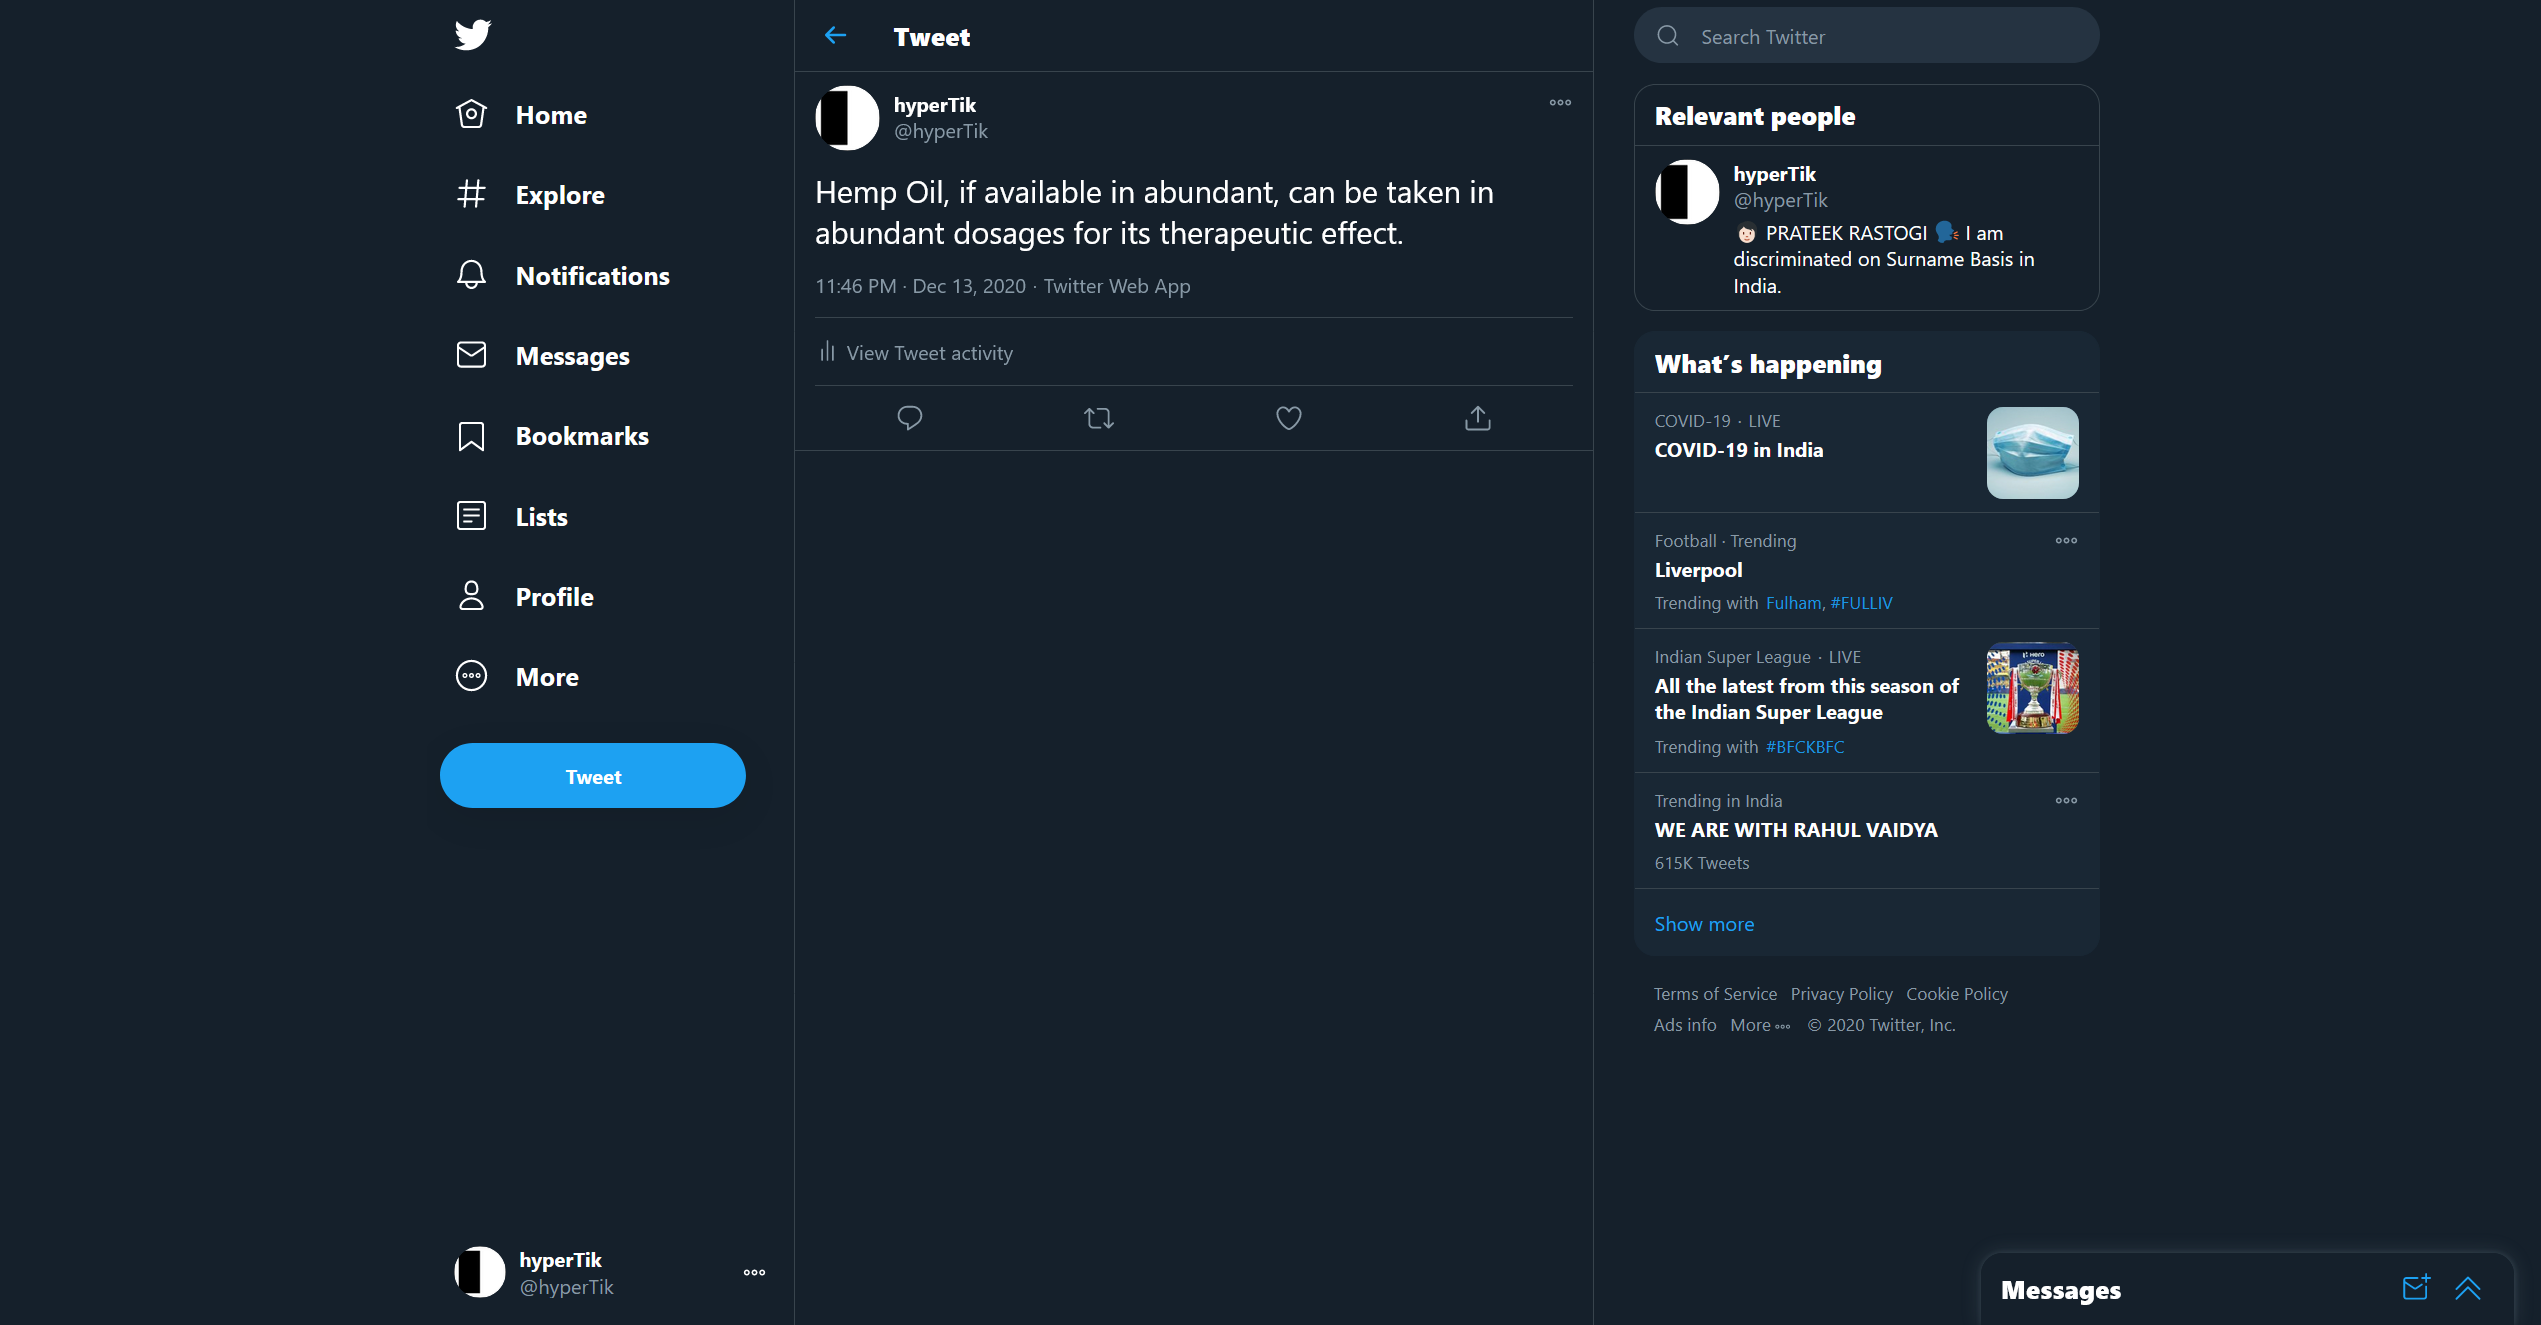 Home
Explore
Notifications
Messages
Bookmarks
Lists
Profile
More
Tweet
hyperTik
@hyperTik
Tweet
hyperTik
@hyperTik
Hemp Oil, if available in abundant, can be taken in
abundant dosages for its therapeutic effect.
11:46 PM · Dec 13, 2020 · Twitter Web App
View Tweet activity
Search Twitter
Relevant people
hyperTik
@hyperTik
PRATEEK RASTOGI I am
discriminated on Surname Basis in
India.
What's happening
COVID-19 · LIVE
COVID-19 in India
Football · Trending
Liverpool
Trending with Fulham, #FULLIV
Indian Super League · LIVE
All the latest from this season of
the Indian Super League
Trending with #BFCKBFC
Hero
Trending in India
WE ARE WITH RAHUL VAIDYA
615K Tweets
Show more
Terms of Service Privacy Policy Cookie Policy
Ads info More © 2020 Twitter, Inc.
Messages